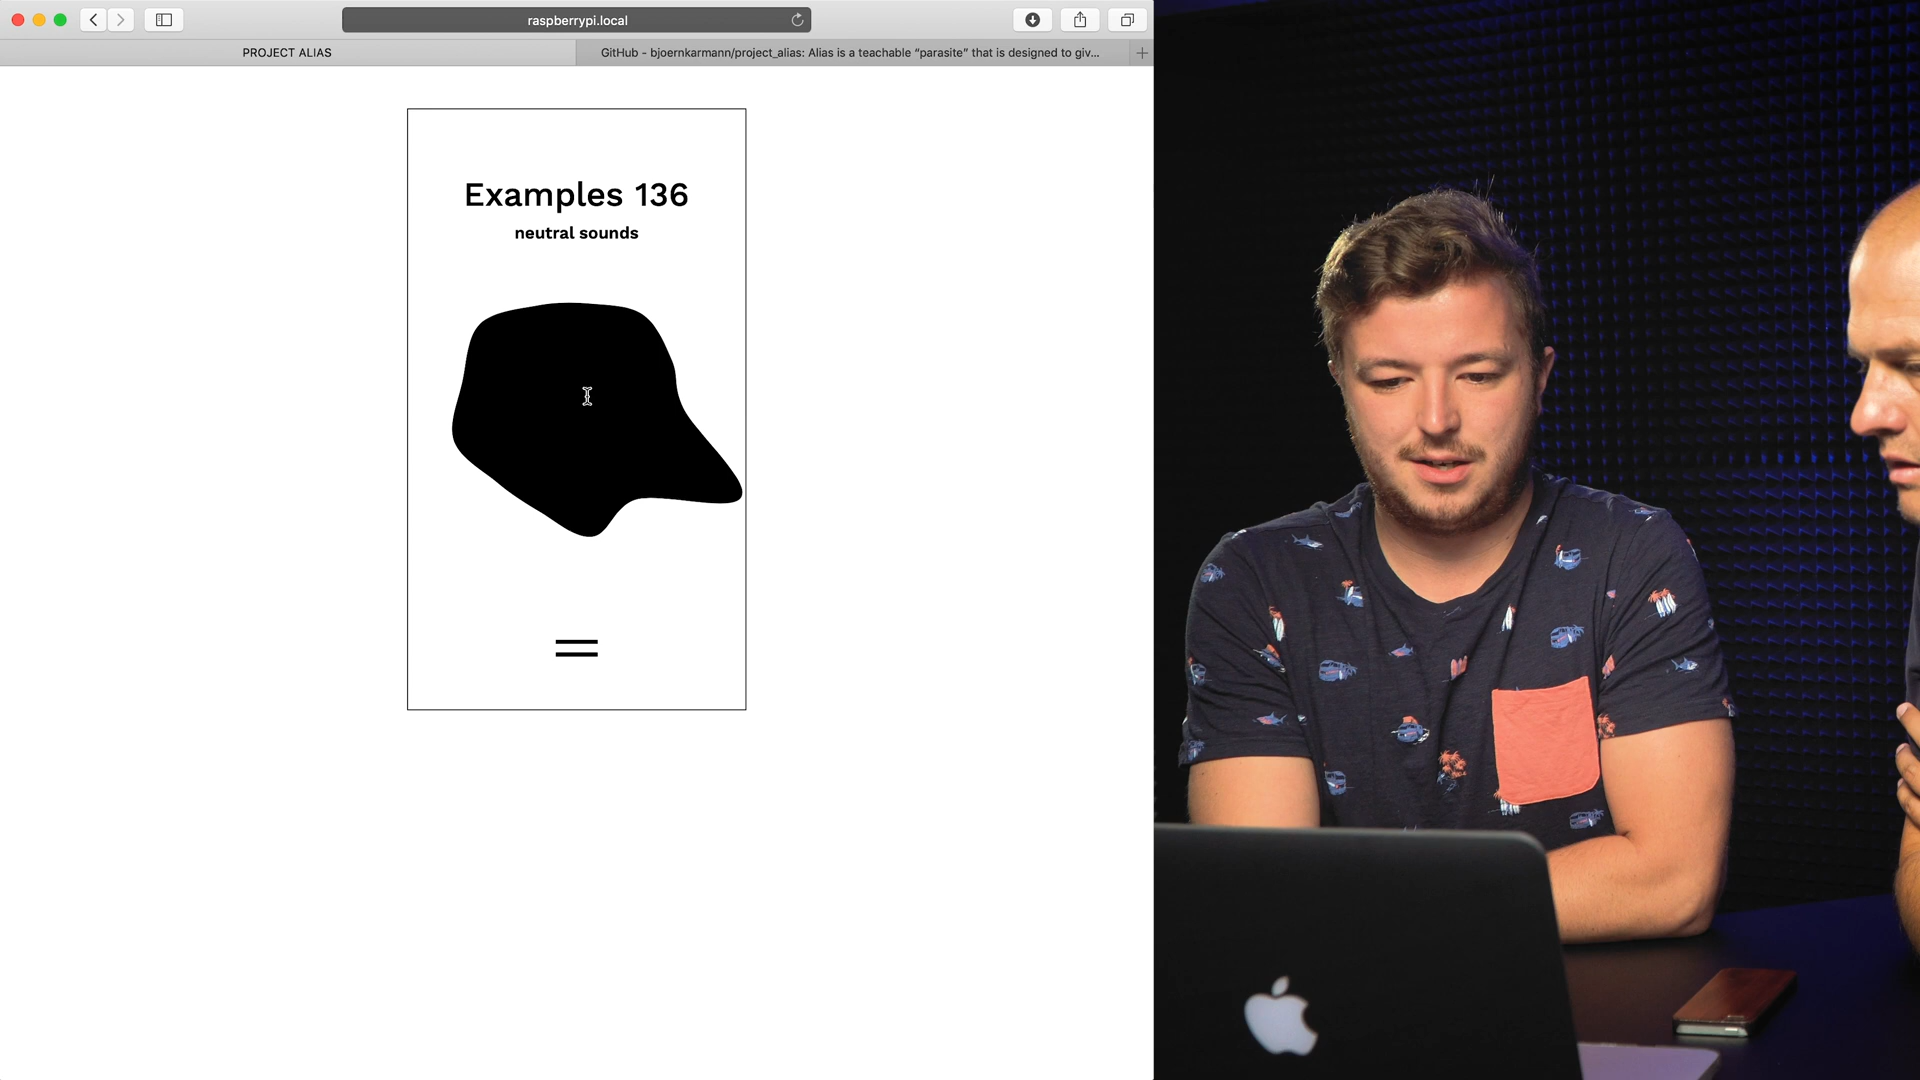 raspberrypi.local
PROJECT ALIAS
GitHub - bjoernkarmann/project_alias: Alias is a teachable “parasite” that is designed to giv...
Examples 136
neutral sounds